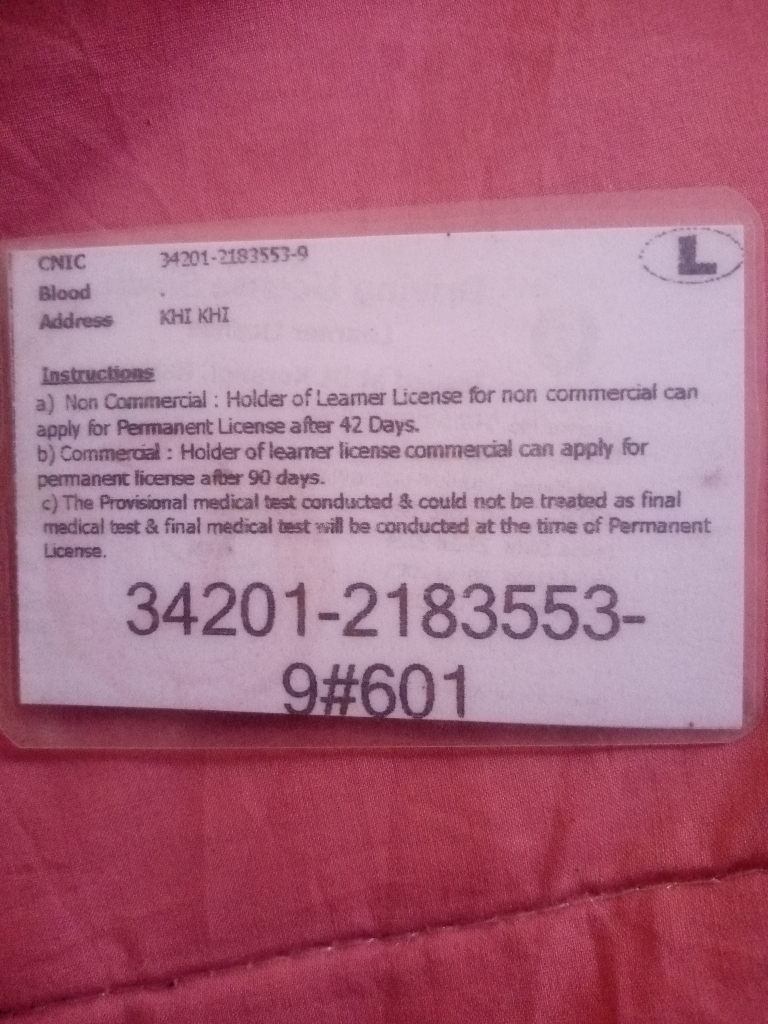 L
CNIC 34201-2183553-9
Blood .
Address KHI KHI
Instructions
a) Non Commercial : Holder of Learner License for non commercial can
apply for Permanent License after 42 Days.
b) Commercial : Holder of learner license commercial can apply for
permanent license after 90 days.
c) The Provisional medical test conducted & could not be treated as final
medical test & final medical test will be conducted at the time of Permanent
License.
34201-2183553-
9#601